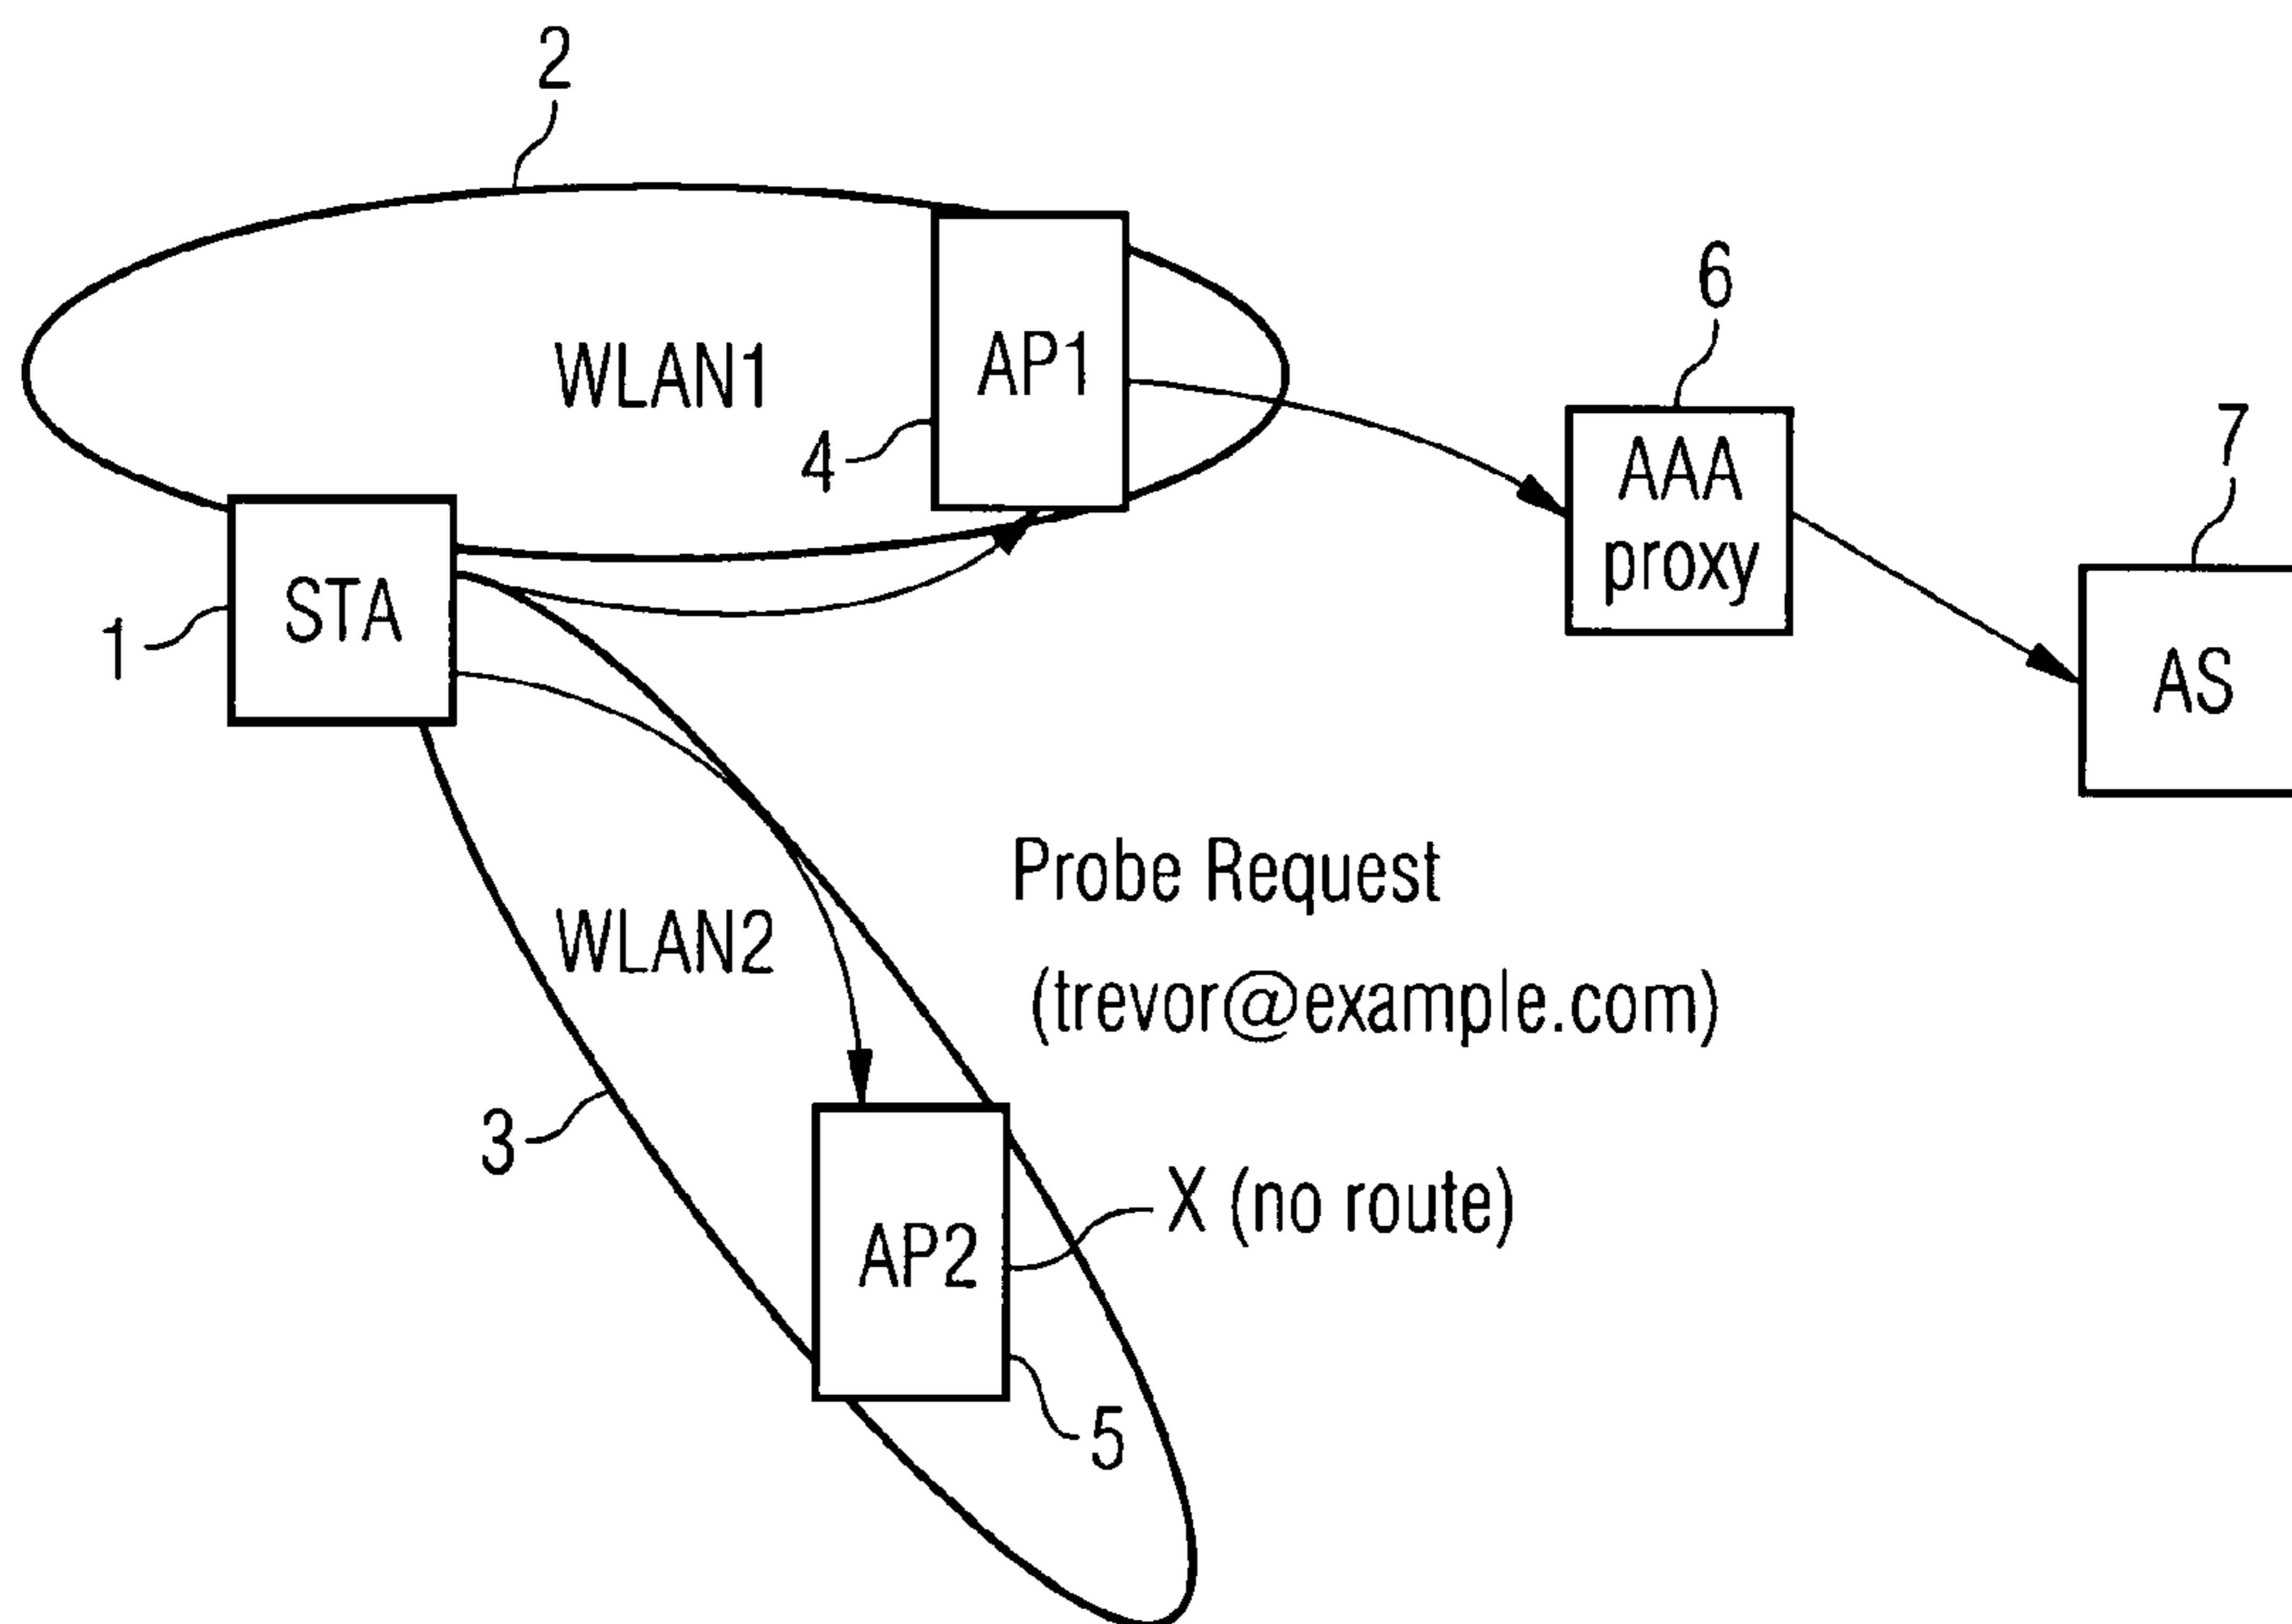 2
6
WLAN1
AP1
7
4
AAA
proxy
STA
1
AS
Probe Request
WLAN2
(trevor@example.com)
3
X (no route)
AP2
5